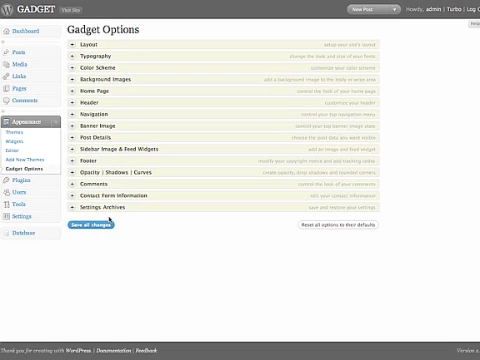 GADGET Visit Site New Post Howdy, admin | Turbo | Log O
Help
Gadget Options
Dashboard
Posts
Media
Links
Pages
Comments
Appearance
Themes
Widgets
Editor
Add New Themes
Gadget Options
Plugins
Users
Tools
Settings
Database
Layout setup your site's layout
Typography change the look and size of your fonts
Color Scheme customize your color scheme
Background Images add a background image to the body or main area
Home Page control the look of your home page
Header customize your header
Navigation control your top navigation menu
Banner Image control your top banner image area
Post Details choose the post data you want visible
Sidebar Image & Feed Widgets add an image and feed widget
Footer modify your copyright notice and add tracking codes
Opacity | Shadows | Curves create opacity, drop shadows and rounded corners
Comments control the look of your comments
Contact Form Information edit your contact information
Settings Archives save and restore your settings
Save all changes Reset all options to their defaults
Thank you for creating with WordPress | Documentation | Feedback Version